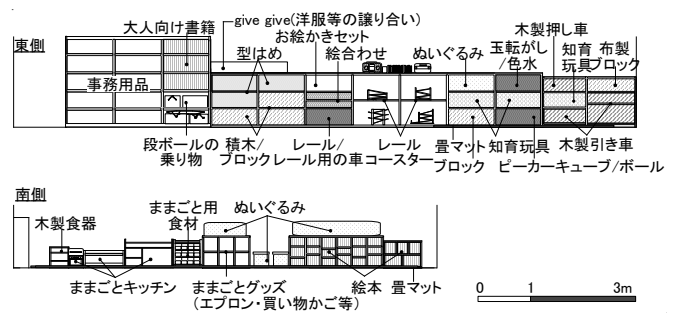 東側
大人向け書籍
give give(洋服等の譲り合い)
お絵かきセット
型はめ
絵合わせ
ぬいぐるみ
玉転がし
/色水
木製押し車
知育
玩具
布製
ブロック
事務用品
段ボールの
乗り物
積木/
ブロック
レール/
レール用の車
レール
コースター
畳マット
ブロック
知育玩具
ビーカー
木製引き車
キューブ/ボール
南側
木製食器
ままごと用
食材
ぬいぐるみ
ままごとキッチン
ままごとグッズ
(エプロン・買い物かご等)
絵本
畳マット
0 1 3m